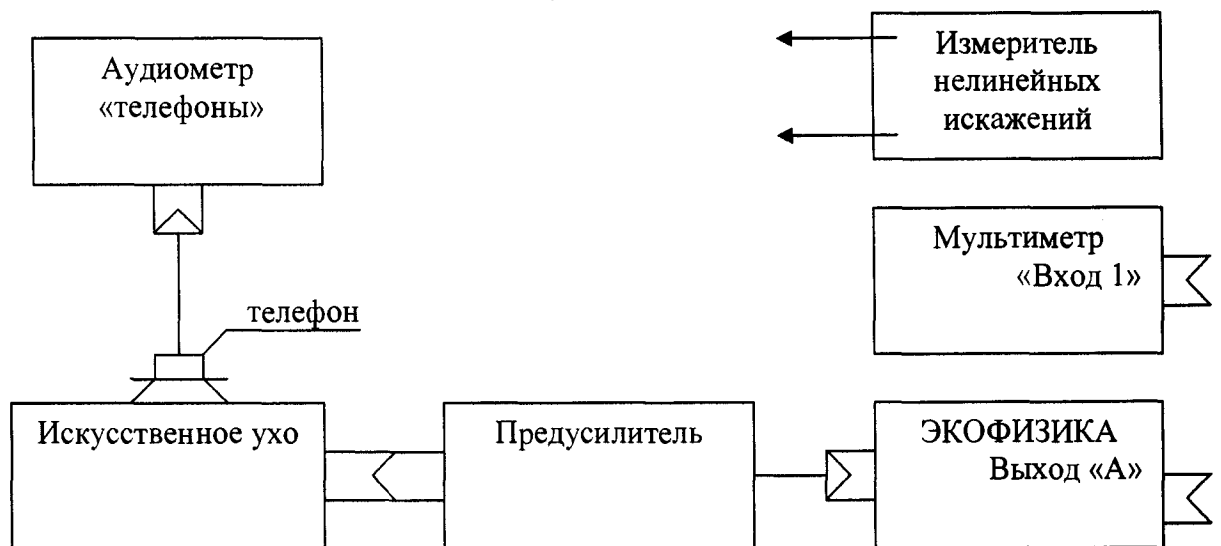 Аудиометр
«телефоны»
Измеритель
нелинейных
искажений
Мультиметр
«Вход 1»
телефон
Искусственное ухо
Предусилитель
ЭКОФИЗИКА
Выход «А»